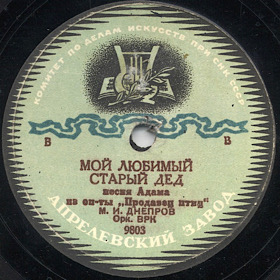 КОМИТЕТ ПО ДЕЛАМ ИСКУССТВ ПРИ СНК СССР
В В
МОЙ ЛЮБИМЫЙ
СТАРЫЙ ДЕД
песня Адама
из оп-ты „Продавец птиц"
М. И. ДНЕПРОВ
Орк. ВРК
9803
АПРЕЛЕВСКИЙ ЗАВОД